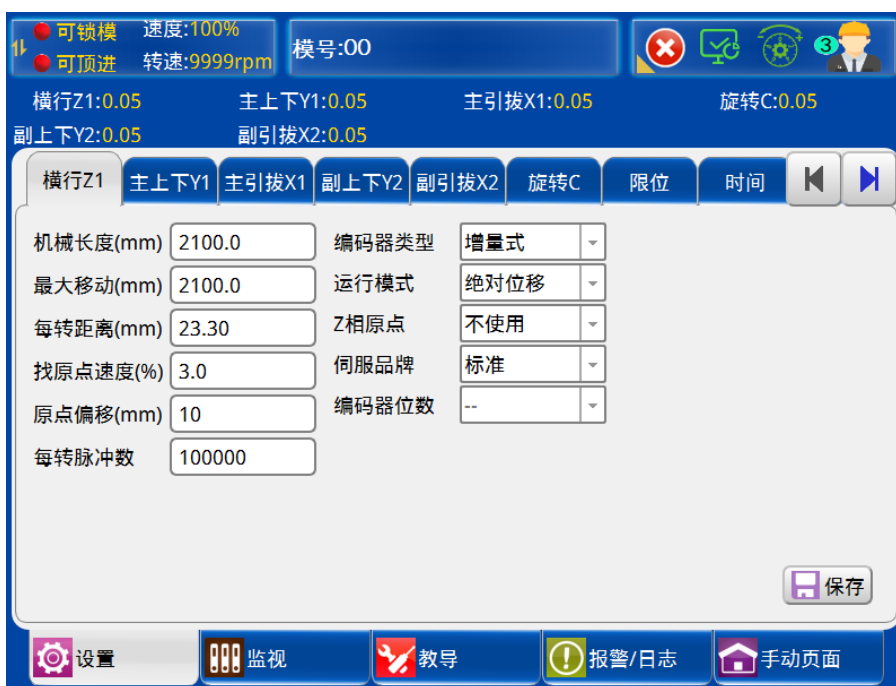 可锁模 速度:100% 模号:00
可顶进 转速:9999rpm 3
横行Z1:0.05 主上下Y1:0.05 主引拔X1:0.05 旋转C:0.05
副上下Y2:0.05 副引拔X2:0.05
横行Z1 主上下Y1 主引拔X1 副上下Y2 副引拔X2 旋转C 限位 时间
机械长度(mm) 2100.0 编码器类型 增量式
最大移动(mm) 2100.0 运行模式 绝对位移
每转距离(mm) 23.30 Z相原点 不使用
找原点速度(%) 3.0 伺服品牌 标准
原点偏移(mm) 10 编码器位数 --
每转脉冲数 100000
保存
设置 监视 教导 报警/日志 手动页面